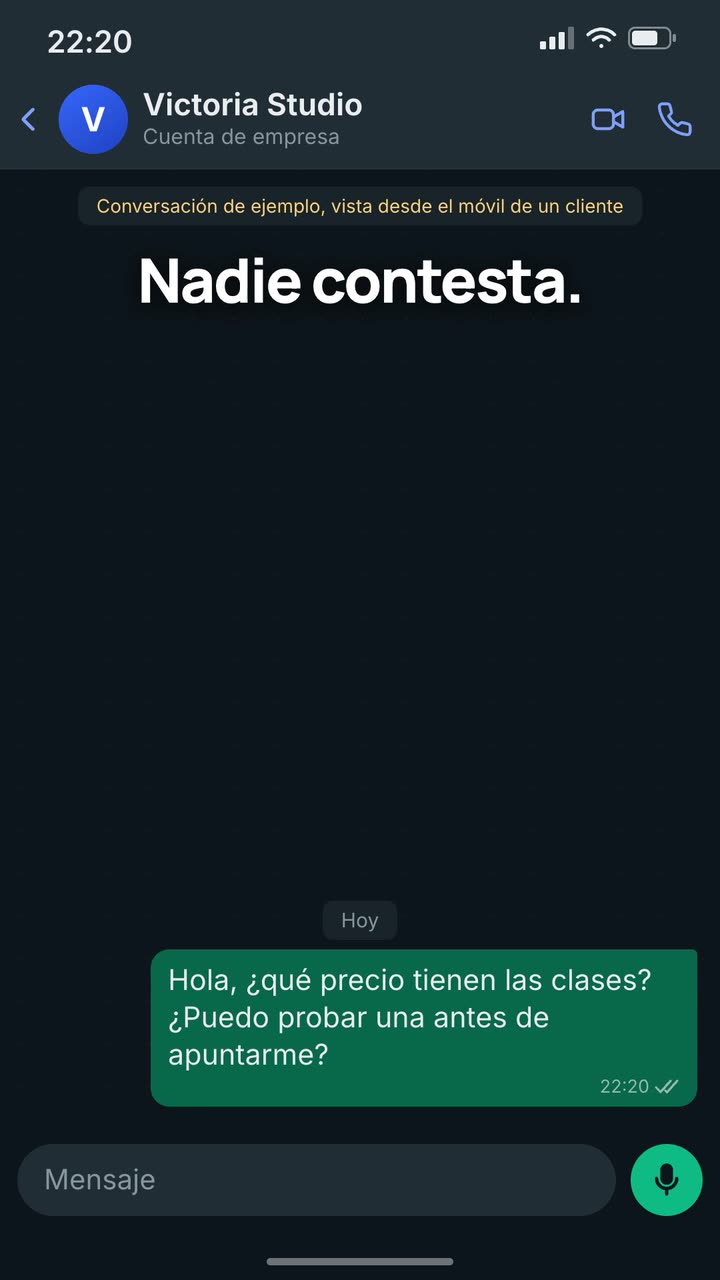 22:20
V
Victoria Studio
Cuenta de empresa
Conversación de ejemplo, vista desde el móvil de un cliente
Nadie contesta.
Hoy
Hola, ¿qué precio tienen las clases?
¿Puedo probar una antes de
apuntarme?
22:20
Mensaje